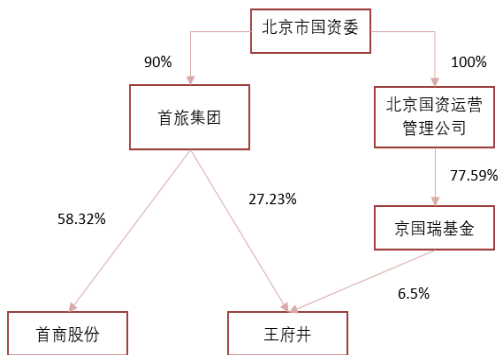 北京市国资委
90%
100%
首旅集团
北京国资运营
管理公司
77.59%
58.32%
27.23%
京国瑞基金
6.5%
首商股份
王府井